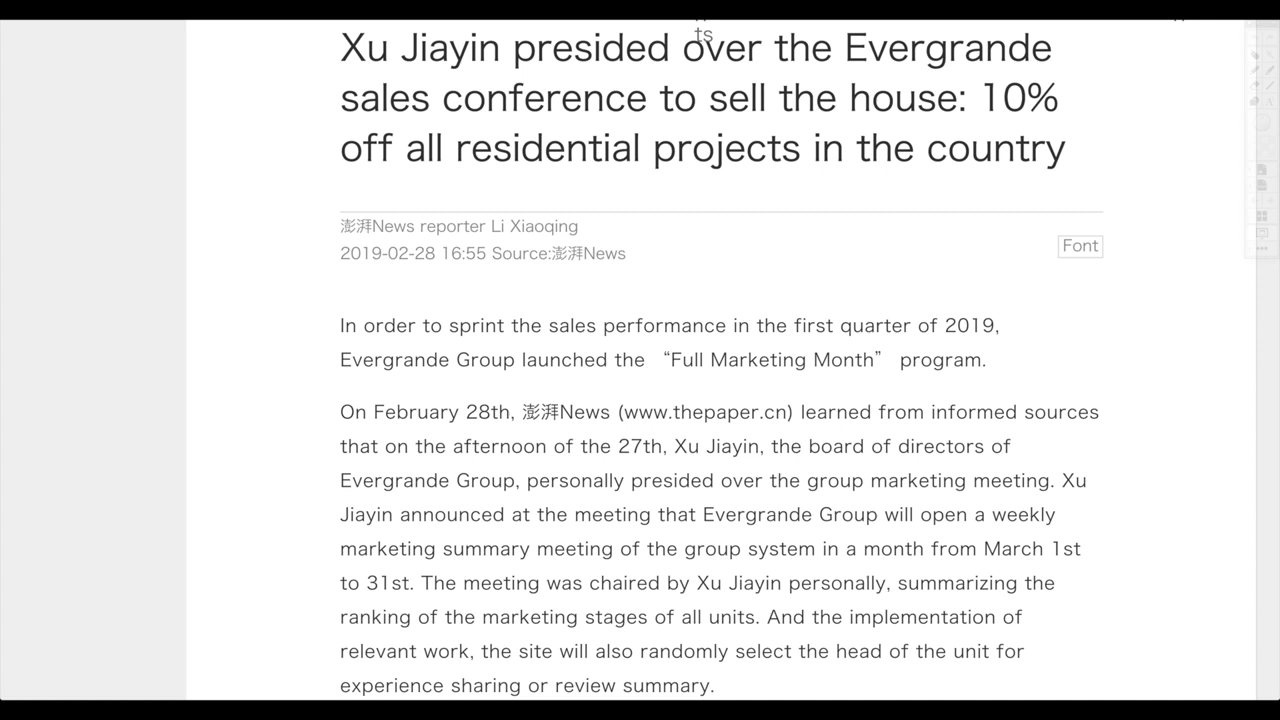 ts
Xu Jiayin presided over the Evergrande
sales conference to sell the house: 10%
off all residential projects in the country
澎湃News reporter Li Xiaoqing
2019-02-28 16:55 Source:澎湃News
Font
In order to sprint the sales performance in the first quarter of 2019,
Evergrande Group launched the “Full Marketing Month” program.
On February 28th, 澎湃News (www.thepaper.cn) learned from informed sources
that on the afternoon of the 27th, Xu Jiayin, the board of directors of
Evergrande Group, personally presided over the group marketing meeting. Xu
Jiayin announced at the meeting that Evergrande Group will open a weekly
marketing summary meeting of the group system in a month from March 1st
to 31st. The meeting was chaired by Xu Jiayin personally, summarizing the
ranking of the marketing stages of all units. And the implementation of
relevant work, the site will also randomly select the head of the unit for
experience sharing or review summary.